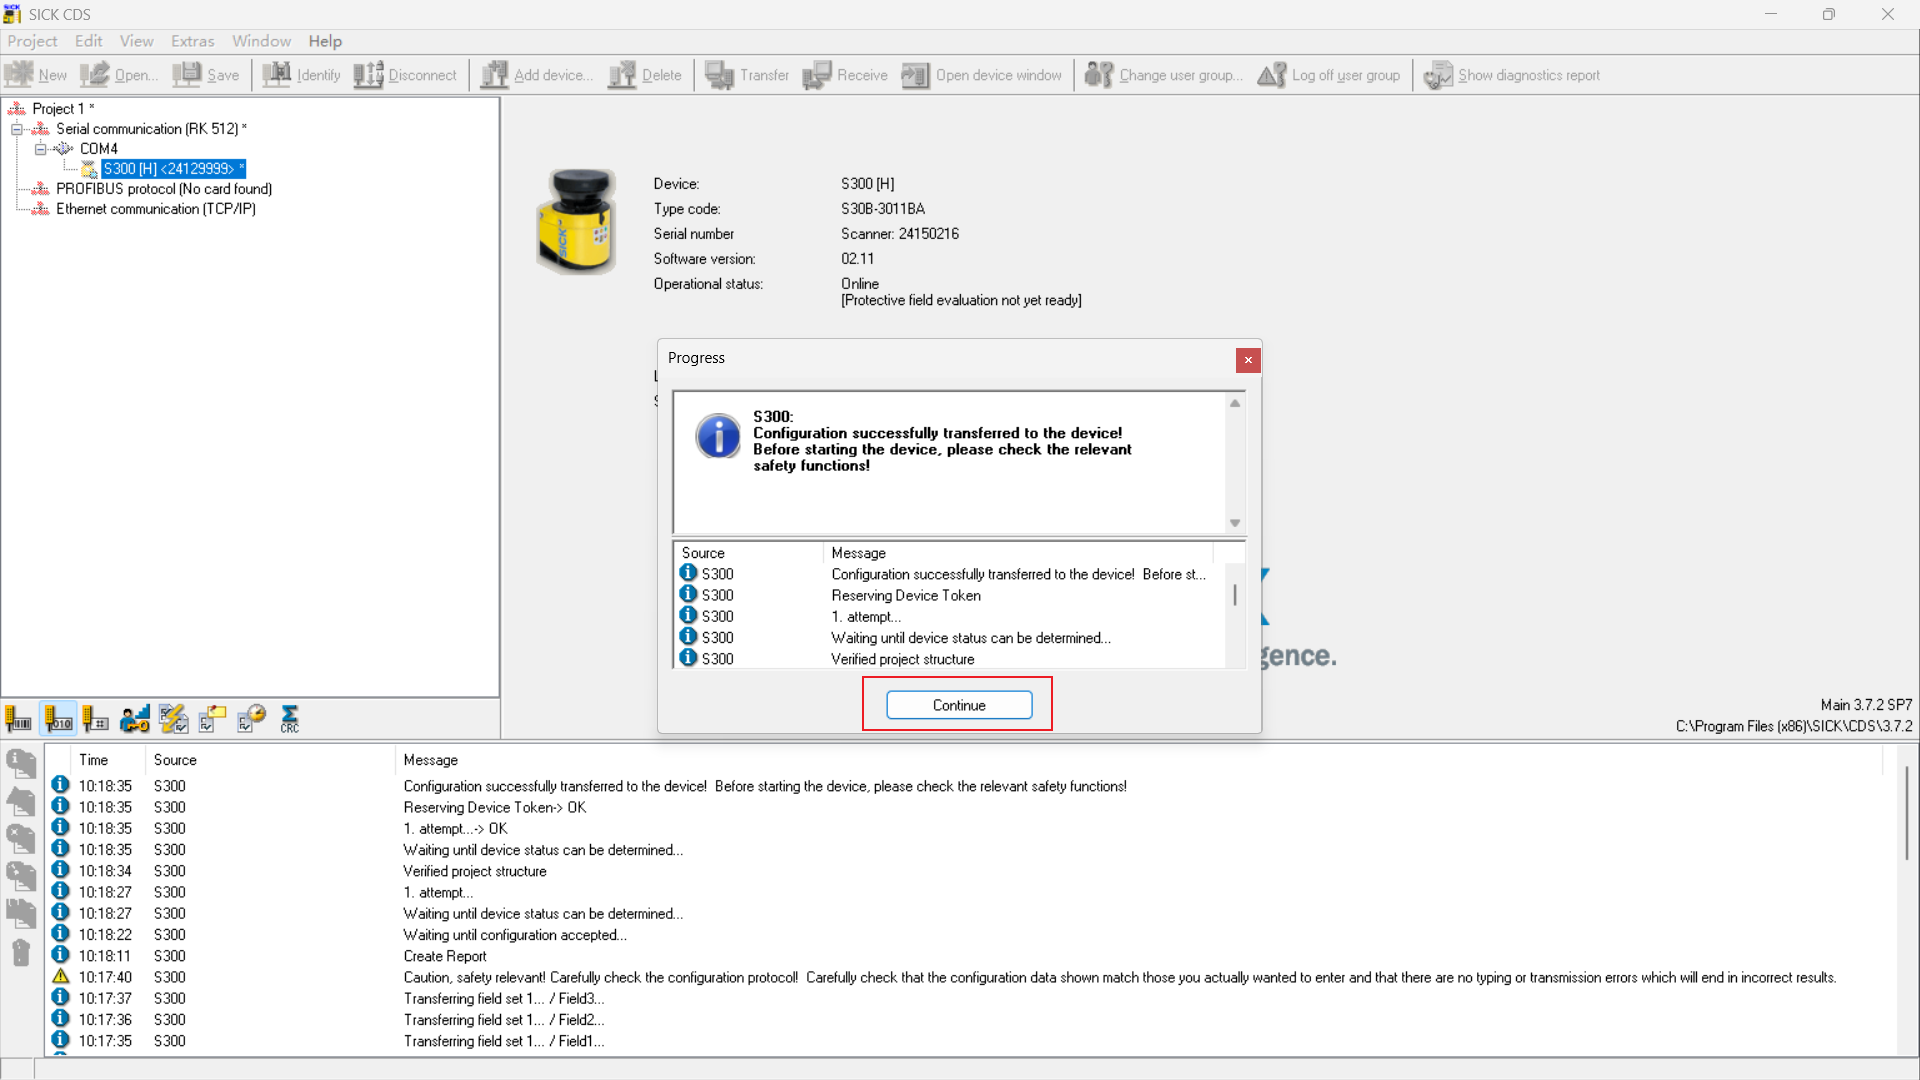 SICK CDS
Project Edit View Extras Window Help
New Open... Save Identify Disconnect Add device... Delete Transfer Receive Open device window Change user group... Log off user group Show diagnostics report
Project 1 *
Serial communication (RK 512) *
COM4
S300 [H] <24129999> *
PROFIBUS protocol (No card found)
Ethernet communication (TCP/IP)
SICK
Device: S300 [H]
Type code: S30B-3011BA
Serial number Scanner: 24150216
Software version: 02.11
Operational status: Online
[Protective field evaluation not yet ready]
Progress
S300:
Configuration successfully transferred to the device!
Before starting the device, please check the relevant
safety functions!
Source Message
S300 Configuration successfully transferred to the device! Before st...
S300 Reserving Device Token
S300 1. attempt...
S300 Waiting until device status can be determined...
S300 Verified project structure
Continue
gence.
Main 3.7.2 SP7
C:\Program Files (x86)\SICK\CDS\3.7.2
CRC
Time Source Message
10:18:35 S300 Configuration successfully transferred to the device! Before starting the device, please check the relevant safety functions!
10:18:35 S300 Reserving Device Token-> OK
10:18:35 S300 1. attempt...-> OK
10:18:35 S300 Waiting until device status can be determined...
10:18:34 S300 Verified project structure
10:18:27 S300 1. attempt...
10:18:27 S300 Waiting until device status can be determined...
10:18:22 S300 Waiting until configuration accepted...
10:18:11 S300 Create Report
10:17:40 S300 Caution, safety relevant! Carefully check the configuration protocol! Carefully check that the configuration data shown match those you actually wanted to enter and that there are no typing or transmission errors which will end in incorrect results.
10:17:37 S300 Transferring field set 1... / Field3...
10:17:36 S300 Transferring field set 1... / Field2...
10:17:35 S300 Transferring field set 1... / Field1...